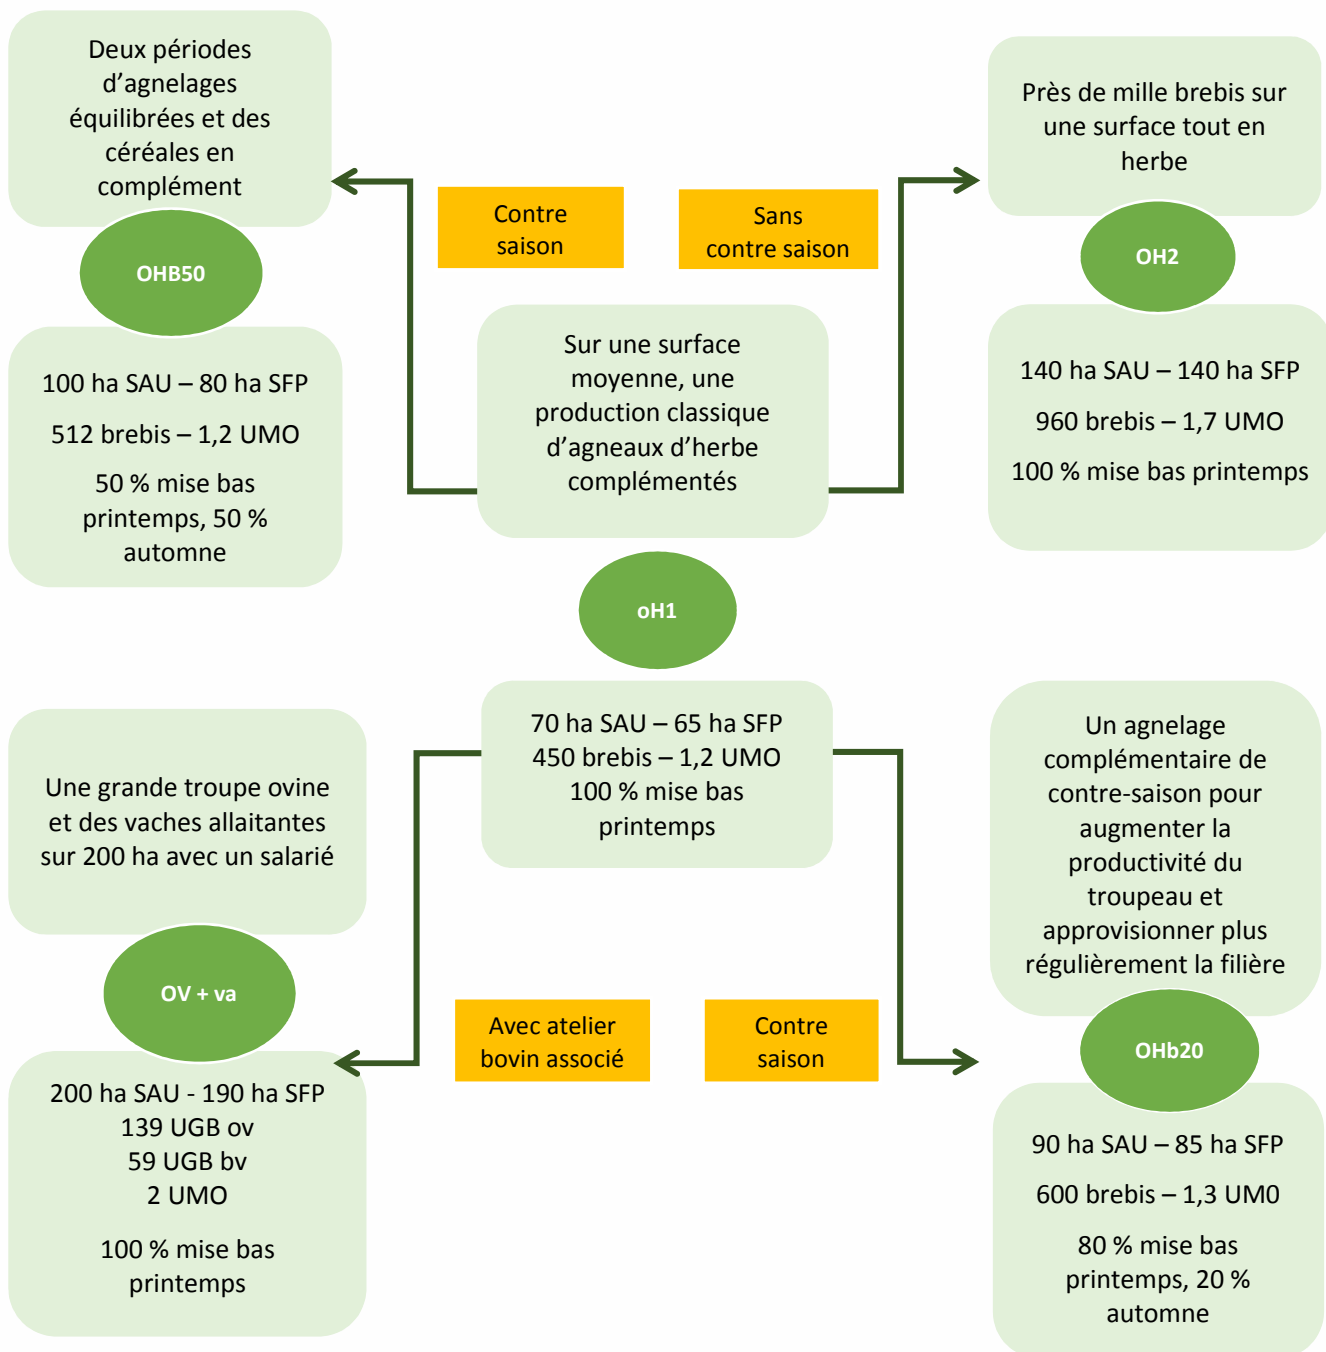 Deux périodes
d’agnelages
équilibrées et des
céréales en
complément
OHB50
100 ha SAU – 80 ha SFP
512 brebis – 1,2 UMO
50 % mise bas
printemps, 50 %
automne
Contre
saison
Sans
contre saison
Près de mille brebis sur
une surface tout en
herbe
OH2
140 ha SAU – 140 ha SFP
960 brebis – 1,7 UMO
100 % mise bas printemps
Sur une surface
moyenne, une
production classique
d’agneaux d’herbe
complémentés
oH1
70 ha SAU – 65 ha SFP
450 brebis – 1,2 UMO
100 % mise bas
printemps
Une grande troupe ovine
et des vaches allaitantes
sur 200 ha avec un salarié
OV + va
200 ha SAU - 190 ha SFP
139 UGB ov
59 UGB bv
2 UMO
100 % mise bas
printemps
Avec atelier
bovin associé
Contre
saison
Un agnelage
complémentaire de
contre-saison pour
augmenter la
productivité du
troupeau et
approvisionner plus
régulièrement la filière
OHb20
90 ha SAU – 85 ha SFP
600 brebis – 1,3 UM0
80 % mise bas
printemps, 20 %
automne